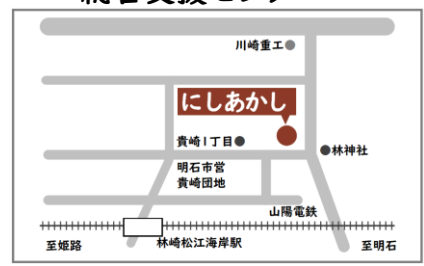 統合支援センター
川崎重工
にしあかし
貴崎1丁目
林神社
明石市営
貴崎団地
山陽電鉄
至姫路
林崎松江海岸駅
至明石